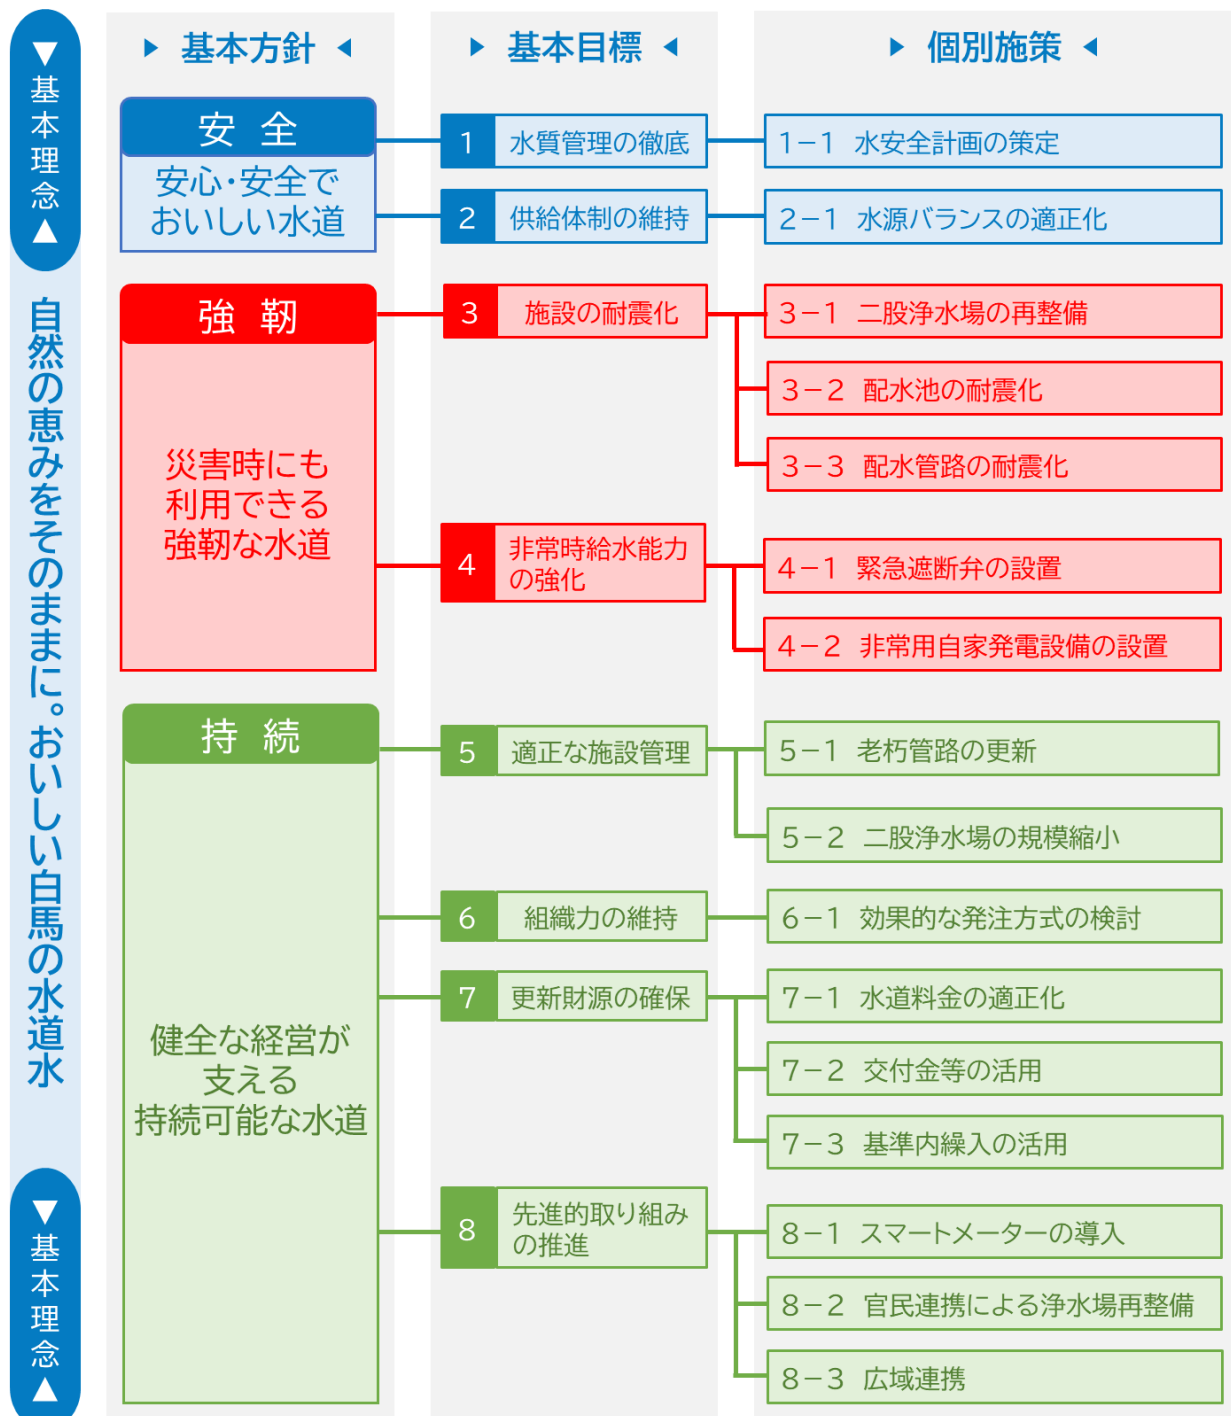 ▼基本理念▲
自然の恵みをそのままに。おいしい白馬の水道水
▼基本理念▲
▶ 基本方針 ◀
▶ 基本目標 ◀
▶ 個別施策 ◀
安 全
安心・安全で
おいしい水道
1 水質管理の徹底
1−1 水安全計画の策定
2 供給体制の維持
2−1 水源バランスの適正化
強 靭
災害時にも
利用できる
強靭な水道
3 施設の耐震化
3−1 二股浄水場の再整備
3−2 配水池の耐震化
3−3 配水管路の耐震化
4 非常時給水能力
の強化
4−1 緊急遮断弁の設置
4−2 非常用自家発電設備の設置
持 続
健全な経営が
支える
持続可能な水道
5 適正な施設管理
5−1 老朽管路の更新
5−2 二股浄水場の規模縮小
6 組織力の維持
6−1 効果的な発注方式の検討
7 更新財源の確保
7−1 水道料金の適正化
7−2 交付金等の活用
7−3 基準内繰入の活用
8 先進的取り組み
の推進
8−1 スマートメーターの導入
8−2 官民連携による浄水場再整備
8−3 広域連携